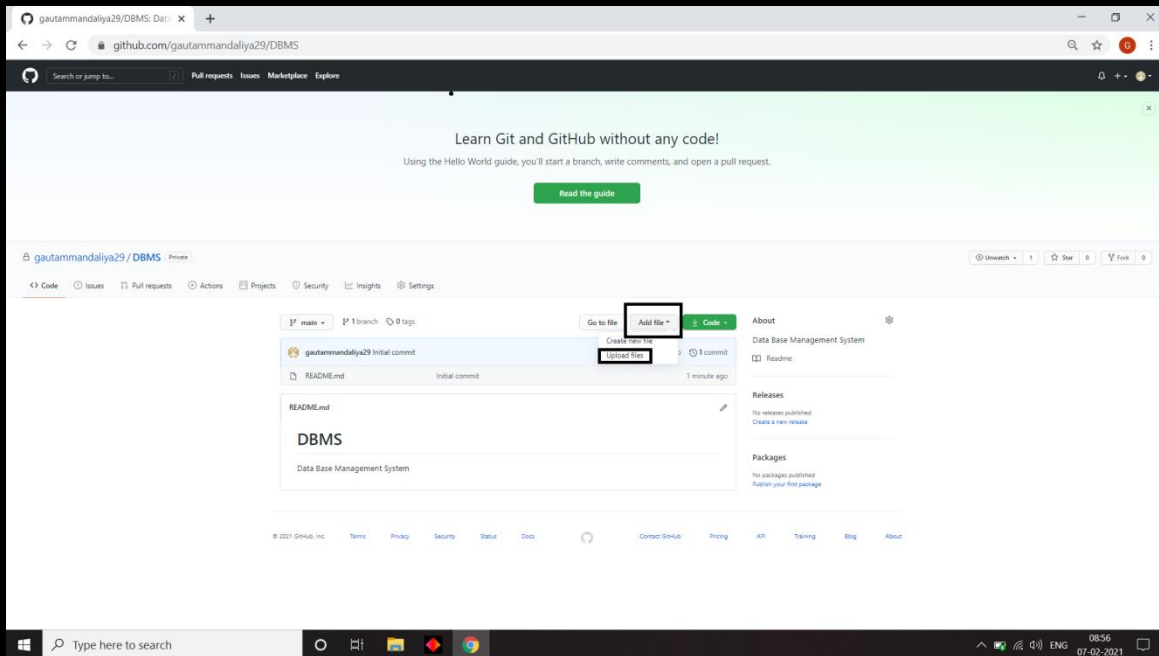 gautammandaliya29/DBMS: Data
github.com/gautammandaliya29/DBMS
G
Search or jump to... /
Pull requests Issues Marketplace Explore
Learn Git and GitHub without any code!
Using the Hello World guide, you'll start a branch, write comments, and open a pull request.
Read the guide
gautammandaliya29 / DBMS Private
Unwatch 1 Star 0 Fork 0
<> Code Issues Pull requests Actions Projects Security Insights Settings
main 1 branch 0 tags
Go to file Add file Code
Create new file
Upload files
gautammandaliya29 Initial commit
1 commit
README.md Initial commit 1 minute ago
README.md
DBMS
Data Base Management System
About
Data Base Management System
Readme
Releases
No releases published
Create a new release
Packages
No packages published
Publish your first package
© 2021 GitHub, Inc. Terms Privacy Security Status Docs Contact GitHub Pricing API Training Blog About
Type here to search
ENG
08:56
07-02-2021